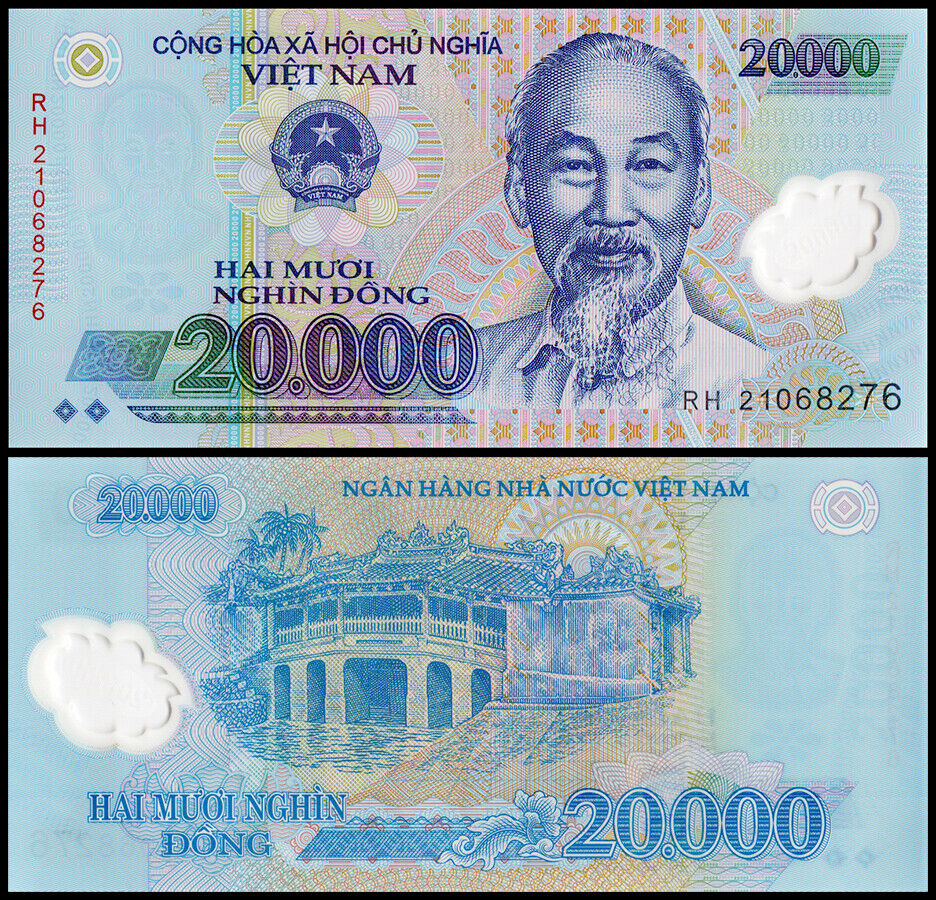 CỘNG HÒA XÃ HỘI CHỦ NGHĨA
VIỆT NAM
20.000
RH 21068276
VIỆT NAM
HAI MƯƠI
NGHÌN ĐỒNG
20.000
RH 21068276
20.000
NGÂN HÀNG NHÀ NƯỚC VIỆT NAM
HAI MƯƠI NGHÌN
ĐỒNG
20.000